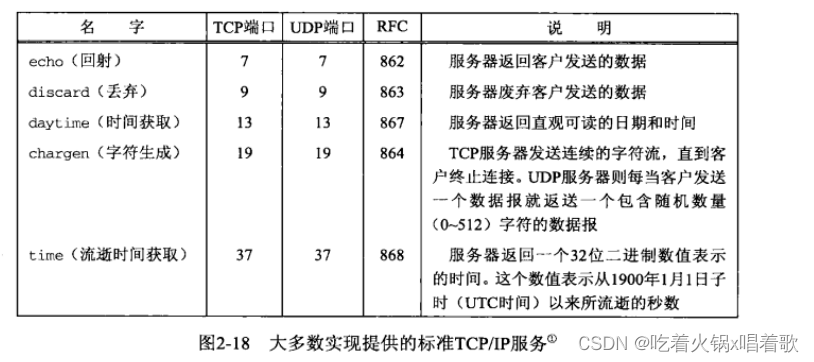 名 字 TCP端口 UDP端口 RFC 说 明
echo（回射） 7 7 862 服务器返回客户发送的数据
discard（丢弃） 9 9 863 服务器废弃客户发送的数据
daytime（时间获取） 13 13 867 服务器返回直观可读的日期和时间
chargen（字符生成） 19 19 864 TCP服务器发送连续的字符流，直到客
户终止连接。UDP服务器则每当客户发送
一个数据报就返送一个包含随机数量
（0~512）字符的数据报
time（流逝时间获取） 37 37 868 服务器返回一个32位二进制数值表示
的时间。这个数值表示从1900年1月1日子
时（UTC时间）以来所流逝的秒数
图2-18 大多数实现提供的标准TCP/IP服务①
CSDN @吃着火锅x唱着歌